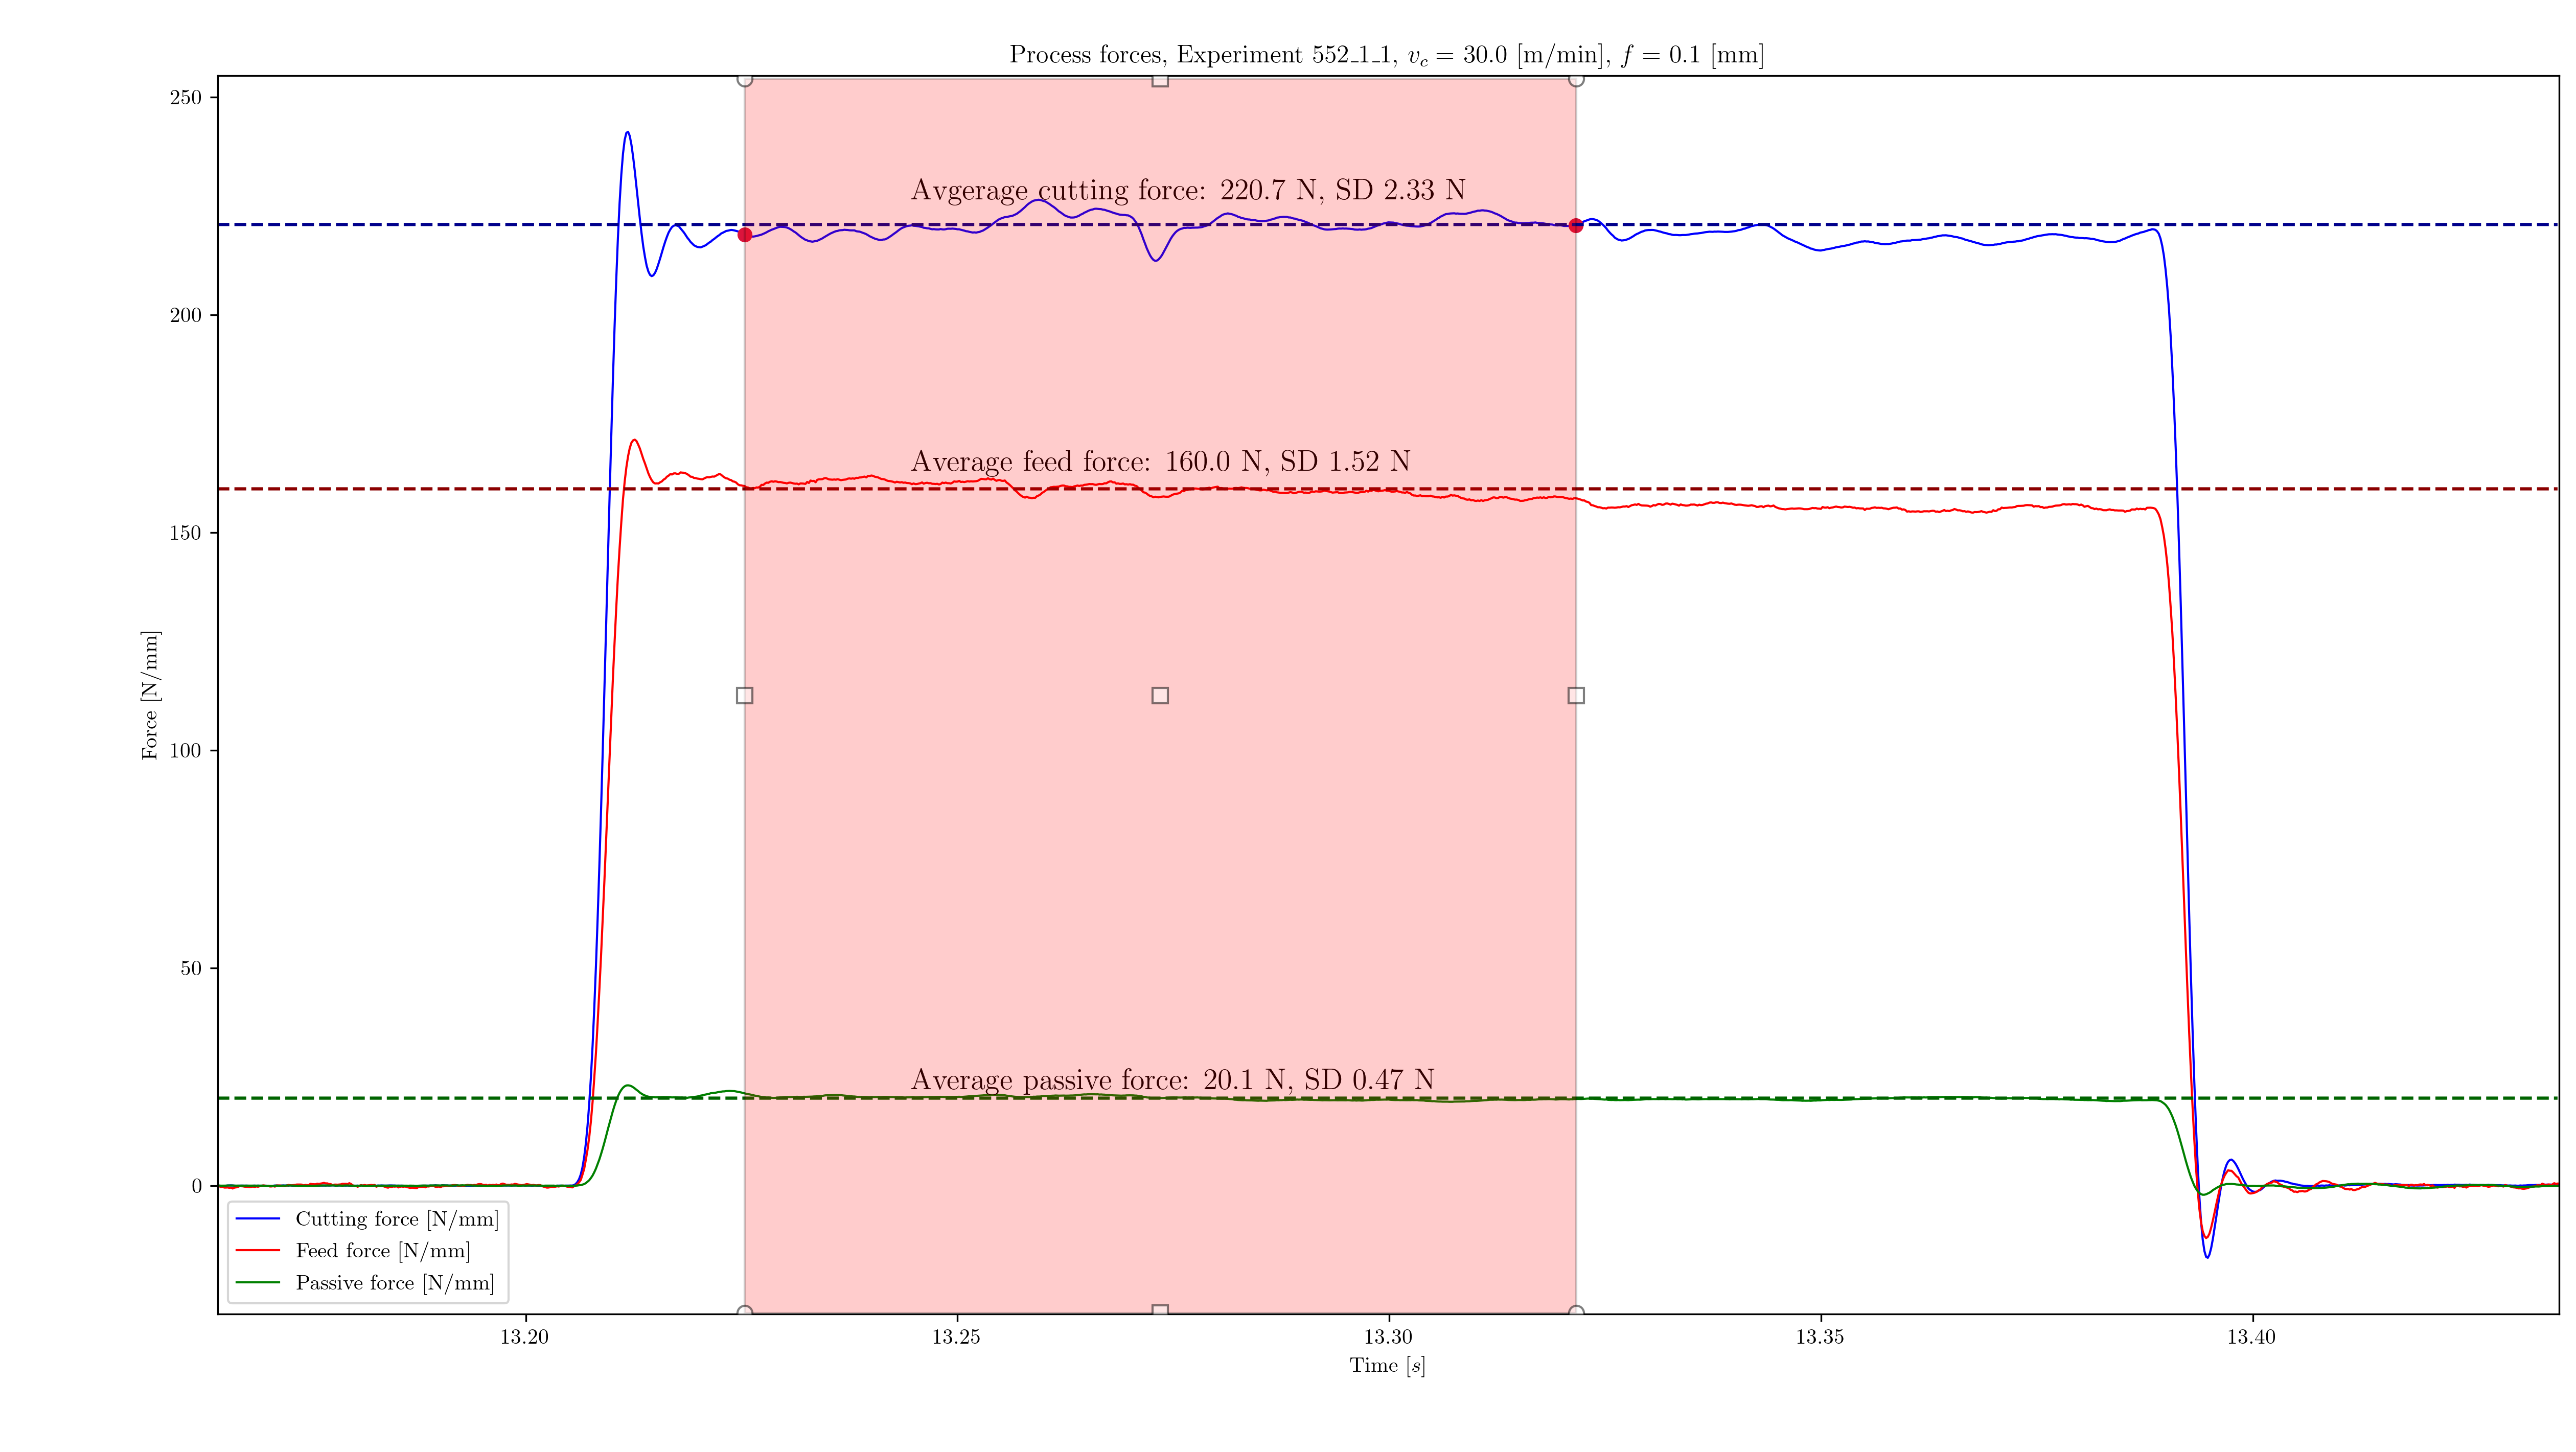 Process forces, Experiment 552_1_1, v_c = 30.0 [m/min], f = 0.1 [mm]
250
200
150
100
50
0
Force [N/mm]
Avgerage cutting force: 220.7 N, SD 2.33 N
Average feed force: 160.0 N, SD 1.52 N
Average passive force: 20.1 N, SD 0.47 N
Cutting force [N/mm]
Feed force [N/mm]
Passive force [N/mm]
13.20 13.25 13.30 13.35 13.40
Time [s]